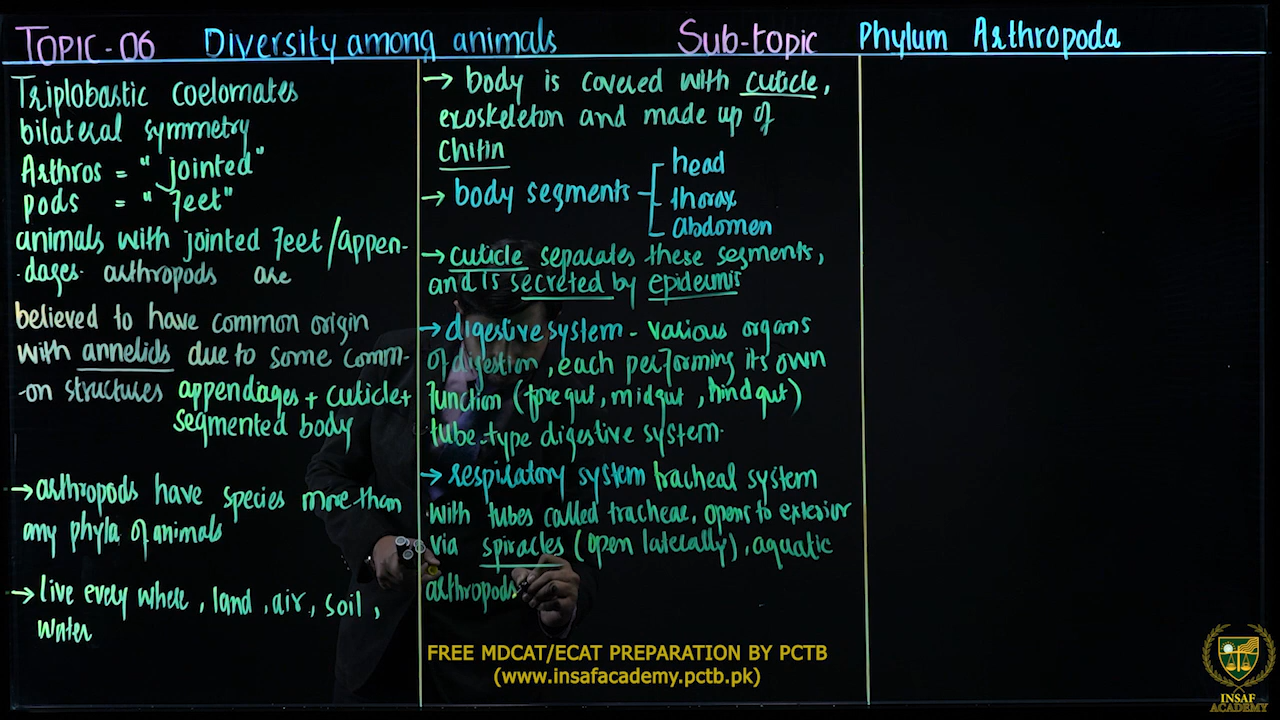 TOPIC-06 Diversity among animals Sub-topic Phylum Arthropoda
Triplobastic coelomates
bilateral symmetry
Arthros = " jointed"
pods = " feet"
animals with jointed feet/appen-
-dages. arthropods are
believed to have common origin
with annelids due to some comm-
-on structures appendiages + cuticle+
segmented body
→ arthropods have species more than
any phyla of animals
→ live every where, land, air, soil,
water
→ body is covered with cuticle,
exoskeleton and made up of
chitin
→ body segments
head
thorax
abdomen
→ cuticle separates these segments,
and is secreted by epidermis
→ digestive system - various organs
of digestion, each performing its own
function (foregut, midgut, hindgut)
tube-type digestive system.
→ respiratory system tracheal system
with tubes called tracheae, opens to exterior
via spiracles (open laterally), aquatic
arthropods
FREE MDCAT/ECAT PREPARATION BY PCTB
(www.insafacademy.pctb.pk)
INSAF
ACADEMY